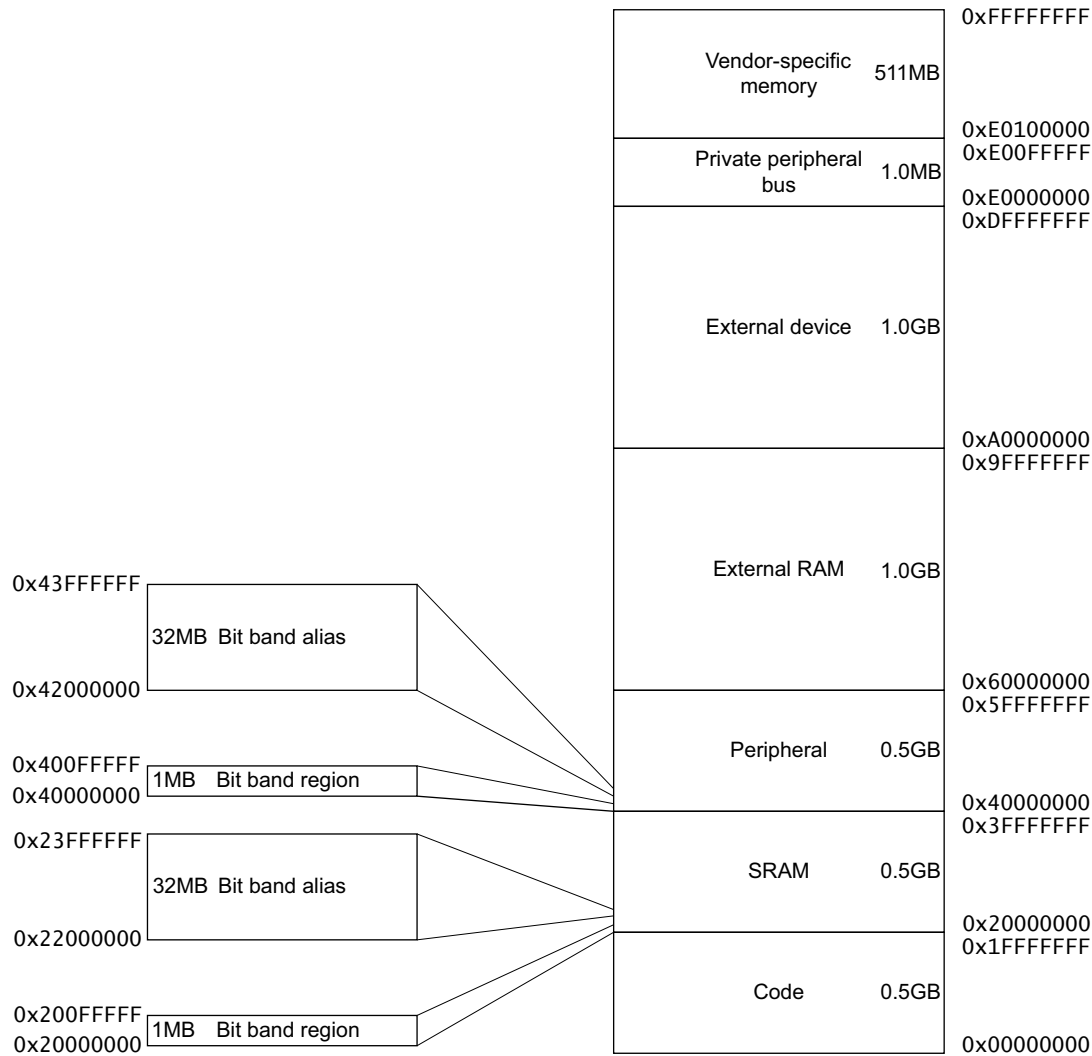 0xFFFFFFFF
Vendor-specific
memory
511MB
0xE0100000
0xE00FFFFF
Private peripheral
bus
1.0MB
0xE0000000
0xDFFFFFFF
External device
1.0GB
0xA0000000
0x9FFFFFFF
External RAM
1.0GB
0x60000000
0x5FFFFFFF
Peripheral
0.5GB
0x40000000
0x3FFFFFFF
SRAM
0.5GB
0x20000000
0x1FFFFFFF
Code
0.5GB
0x00000000
0x43FFFFFF
32MB Bit band alias
0x42000000
0x400FFFFF
1MB Bit band region
0x40000000
0x23FFFFFF
32MB Bit band alias
0x22000000
0x200FFFFF
1MB Bit band region
0x20000000